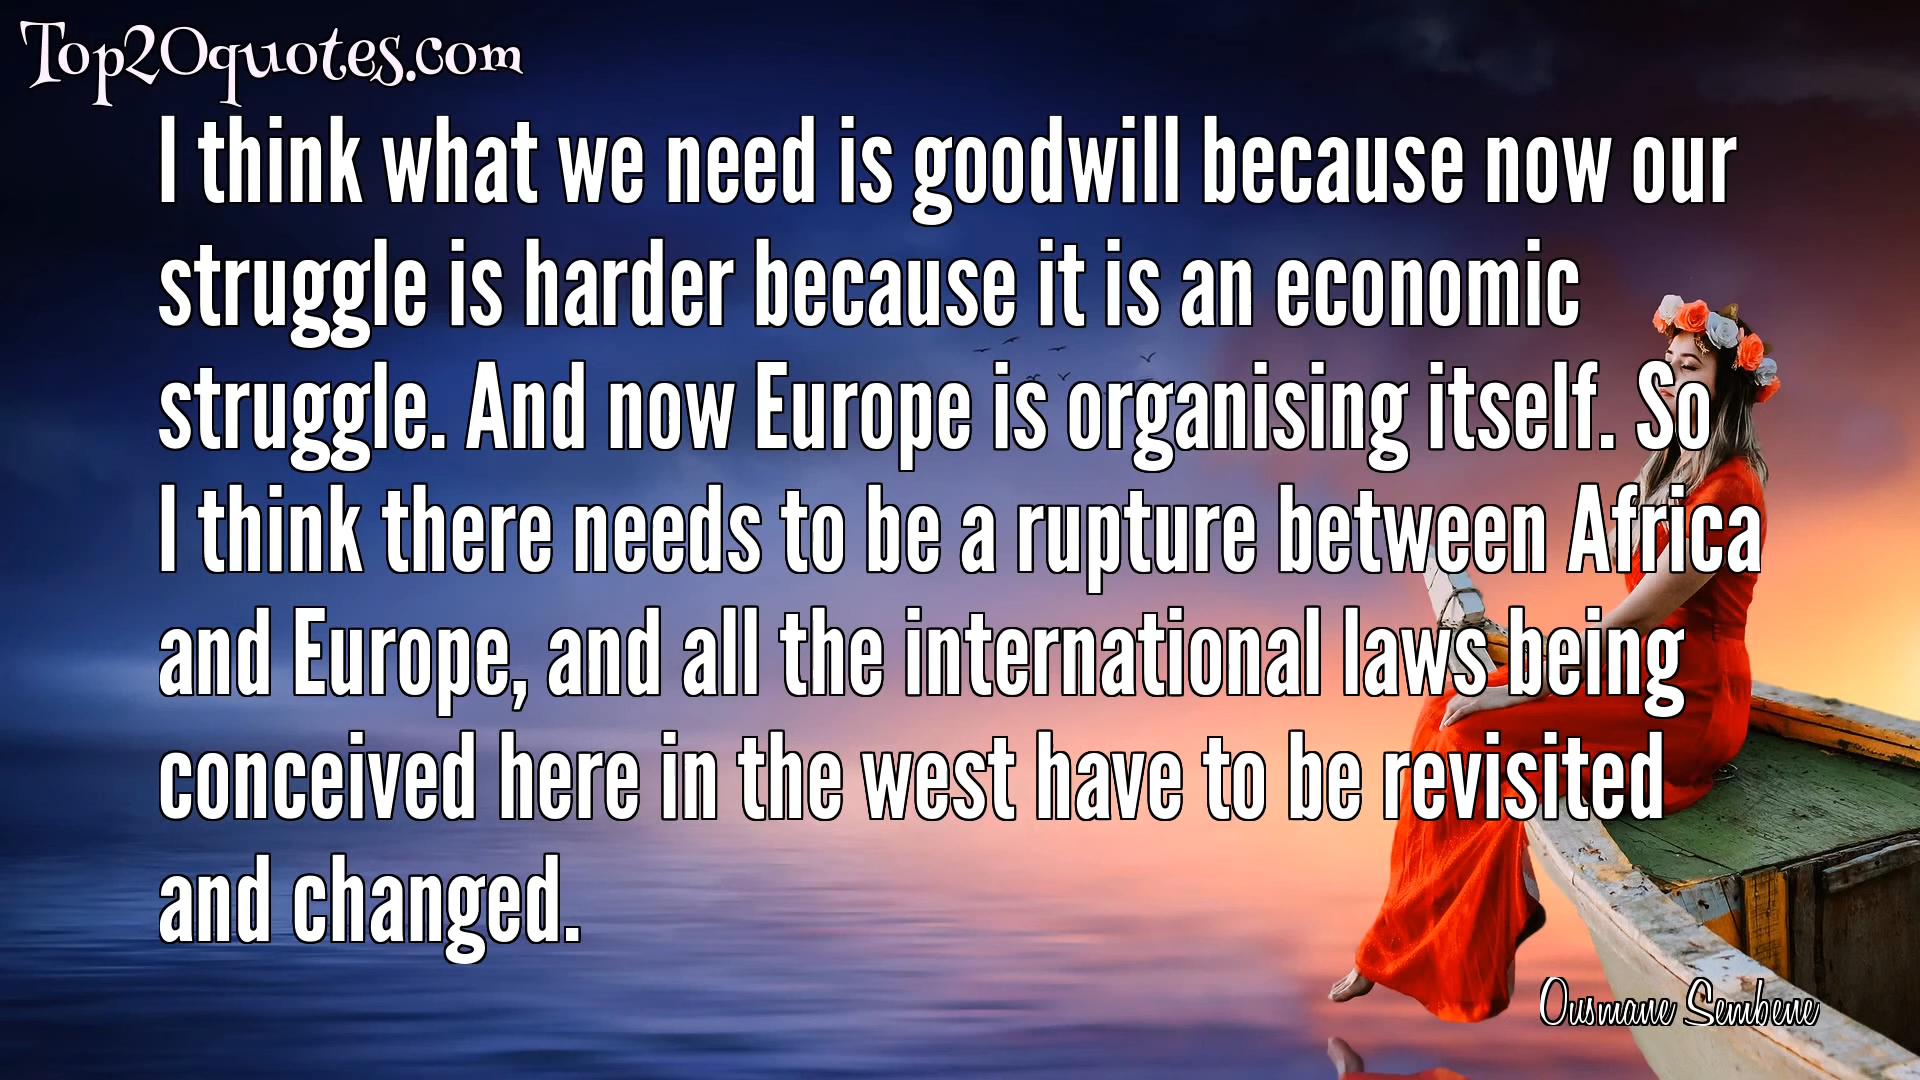 Top20quotes.com
I think what we need is goodwill because now our
struggle is harder because it is an economic
struggle. And now Europe is organising itself. So
I think there needs to be a rupture between Africa
and Europe, and all the international laws being
conceived here in the west have to be revisited
and changed.
Ousmane Sembene